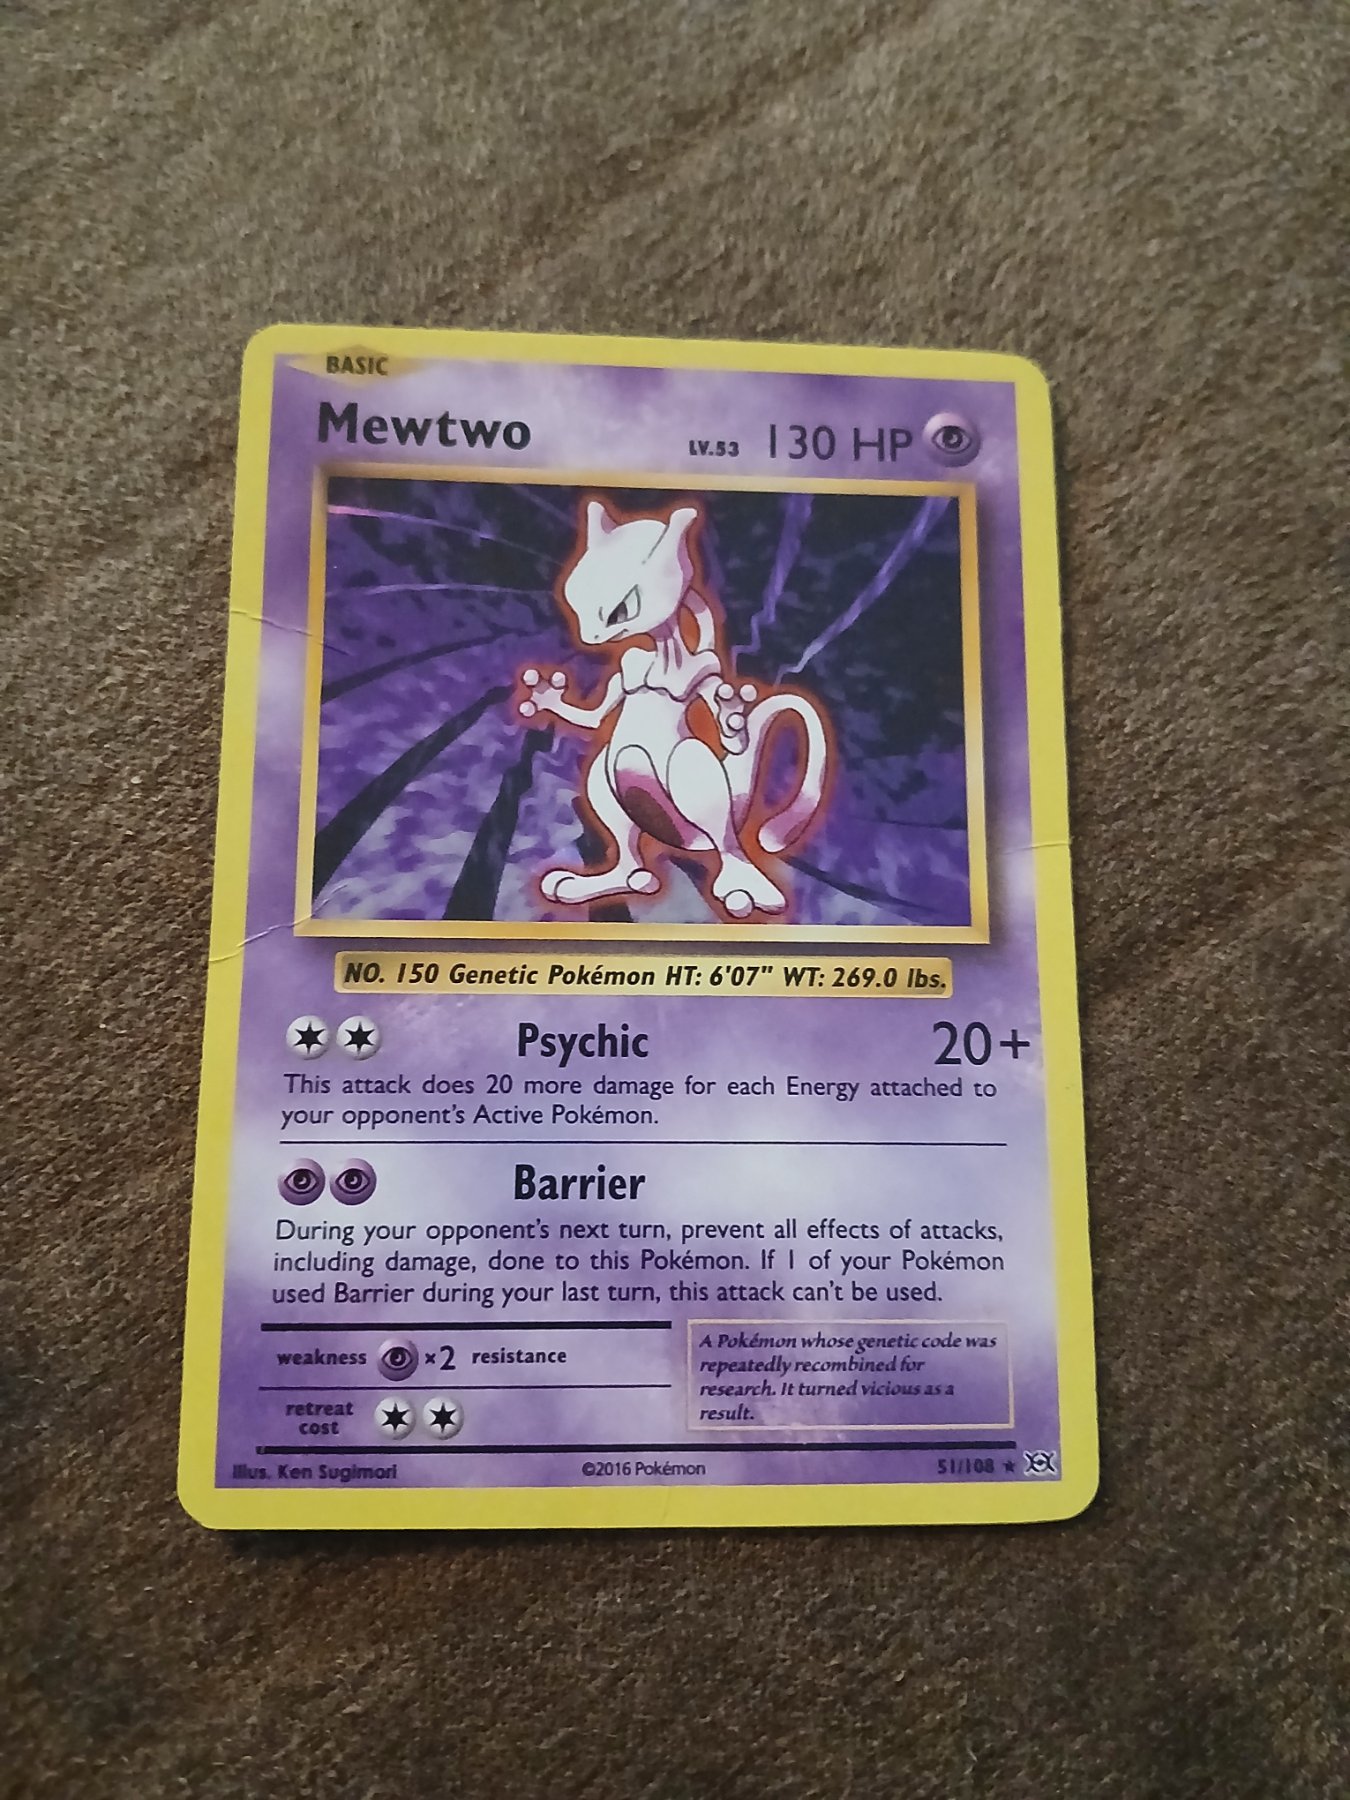 BASIC
Mewtwo LV.53 130 HP
NO. 150 Genetic Pokémon HT: 6'07" WT: 269.0 lbs.
Psychic 20+
This attack does 20 more damage for each Energy attached to
your opponent's Active Pokémon.
Barrier
During your opponent's next turn, prevent all effects of attacks,
including damage, done to this Pokémon. If 1 of your Pokémon
used Barrier during your last turn, this attack can't be used.
weakness ×2 resistance
retreat
cost
A Pokémon whose genetic code was
repeatedly recombined for
research. It turned vicious as a
result.
Illus. Ken Sugimori ©2016 Pokémon 51/108 ★